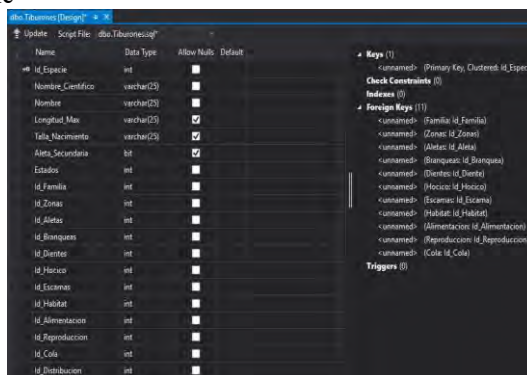 dbo.Tiburones [Design]*
Update Script File: dbo.Tiburones.sql*
Name Data Type Allow Nulls Default
Id_Especie int
Nombre_Cientifico varchar(25)
Nombre varchar(25)
Longitud_Max varchar(25)
Talla_Nacimiento varchar(25)
Aleta_Secundaria bit
Estados int
Id_Familia int
Id_Zonas int
Id_Aletas int
Id_Branqueas int
Id_Dientes int
Id_Hocico int
Id_Escamas int
Id_Habitat int
Id_Alimentacion int
Id_Reproduccion int
Id_Cola int
Id_Distribucion int
Keys (1)
<unnamed> (Primary Key, Clustered: Id_Espec
Check Constraints (0)
Indexes (0)
Foreign Keys (11)
<unnamed> (Familia: Id_Familia)
<unnamed> (Zonas: Id_Zonas)
<unnamed> (Aletas: Id_Aleta)
<unnamed> (Branqueas: Id_Branquea)
<unnamed> (Dientes: Id_Diente)
<unnamed> (Hocico: Id_Hocico)
<unnamed> (Escamas: Id_Escama)
<unnamed> (Habitat: Id_Habitat)
<unnamed> (Alimentacion: Id_Alimentacion)
<unnamed> (Reproduccion: Id_Reproduccion
<unnamed> (Cola: Id_Cola)
Triggers (0)